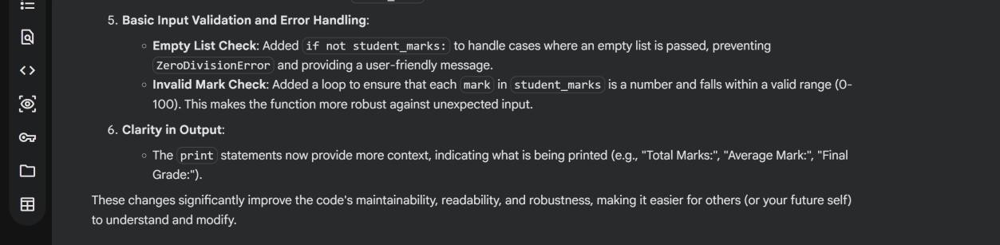 5. Basic Input Validation and Error Handling:
◦ Empty List Check: Added if not student_marks: to handle cases where an empty list is passed, preventing
ZeroDivisionError and providing a user-friendly message.
◦ Invalid Mark Check: Added a loop to ensure that each mark in student_marks is a number and falls within a valid range (0-
100). This makes the function more robust against unexpected input.
6. Clarity in Output:
◦ The print statements now provide more context, indicating what is being printed (e.g., "Total Marks:", "Average Mark:", "Final
Grade:").
These changes significantly improve the code's maintainability, readability, and robustness, making it easier for others (or your future self)
to understand and modify.